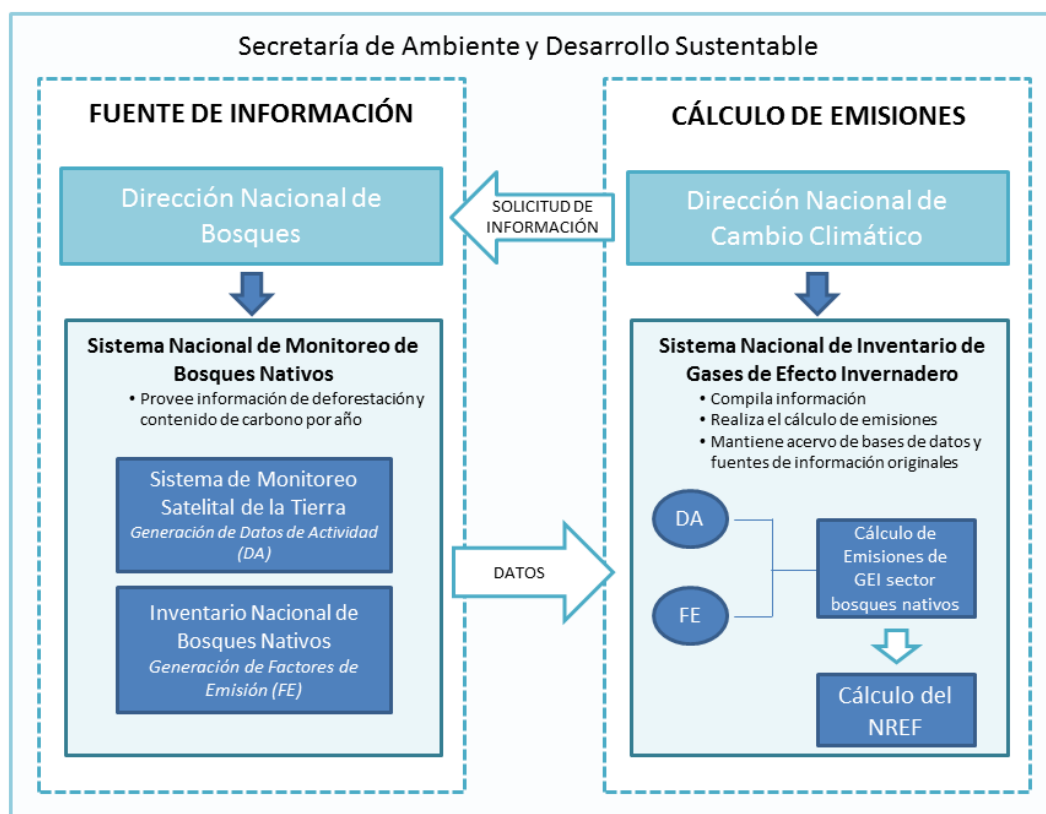 Secretaría de Ambiente y Desarrollo Sustentable
FUENTE DE INFORMACIÓN
Dirección Nacional de
Bosques
Sistema Nacional de Monitoreo de
Bosques Nativos
• Provee información de deforestación y
contenido de carbono por año
Sistema de Monitoreo
Satelital de la Tierra
Generación de Datos de Actividad
(DA)
Inventario Nacional de
Bosques Nativos
Generación de Factores de
Emisión (FE)
SOLICITUD DE
INFORMACIÓN
DATOS
CÁLCULO DE EMISIONES
Dirección Nacional de
Cambio Climático
Sistema Nacional de Inventario de
Gases de Efecto Invernadero
• Compila información
• Realiza el cálculo de emisiones
• Mantiene acervo de bases de datos y
fuentes de información originales
DA
FE
Cálculo de
Emisiones de
GEI sector
bosques nativos
Cálculo del
NREF